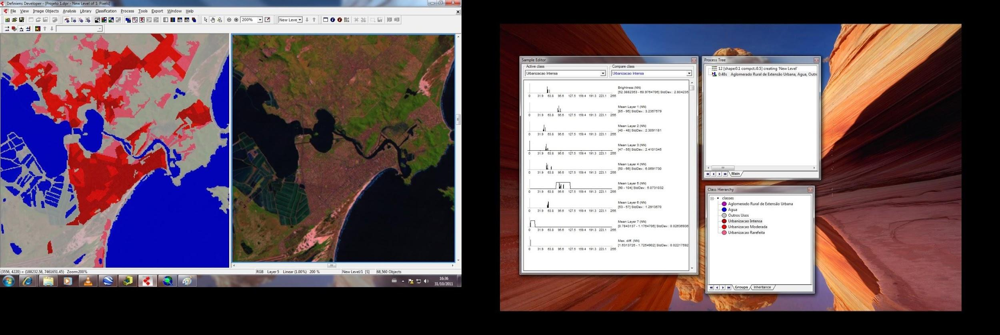 Definiens Developer - [Projeto 1.dpr - New Level of 1: Pixels]
File View Image Objects Analysis Library Classification Process Tools Export Window Help
200% New Leve
(3556, 4220) = (188232.58, 7461651.45) Zoom:200%
RGB Layer 5 Linear (1.00%) 200 % New Level/1 [S] 68,560 Objects
16:36
31/10/2011
Sample Editor
Active class Compare class
Urbanizacao Intensa Urbanizacao Intensa
Brightness (NN)
[52.3882353 - 60.9764706] StdDev.: 2.804235
0 31.9 63.8 95.6 127.5 159.4 191.3 223.1 255
Mean Layer 1 (NN)
[85 - 95] StdDev.: 3.2357579
0 31.9 63.8 95.6 127.5 159.4 191.3 223.1 255
Mean Layer 2 (NN)
[40 - 48] StdDev.: 2.3091181
0 31.9 63.8 95.6 127.5 159.4 191.3 223.1 255
Mean Layer 3 (NN)
[47 - 55] StdDev.: 2.4101345
0 31.9 63.8 95.6 127.5 159.4 191.3 223.1 255
Mean Layer 4 (NN)
[50 - 66] StdDev.: 6.0691730
0 31.9 63.8 95.6 127.5 159.4 191.3 223.1 255
Mean Layer 5 (NN)
[90 - 104] StdDev.: 5.0731032
0 31.9 63.8 95.6 127.5 159.4 191.3 223.1 255
Mean Layer 6 (NN)
[53 - 57] StdDev.: 1.2913570
0 31.9 63.8 95.6 127.5 159.4 191.3 223.1 255
Mean Layer 7 (NN)
[0.7843137 - 1.1764706] StdDev.: 0.02636936
0 31.9 63.8 95.6 127.5 159.4 191.3 223.1 255
Max. diff. (NN)
[1.6313725 - 1.7254902] StdDev.: 0.02217592
0 31.9 63.8 95.6 127.5 159.4 191.3 223.1 255
Process Tree
12 [shape:0.1 compct.:0.5] creating 'New Level'
0.48s Aglomerado Rural de Extensão Urbana, Agua, Outro
Main
Class Hierarchy
classes
Aglomerado Rural de Extensão Urbana
Agua
Outros Usos
Urbanizacao Intensa
Urbanizacao Moderada
Urbanizacao Rarefeita
Groups Inheritance